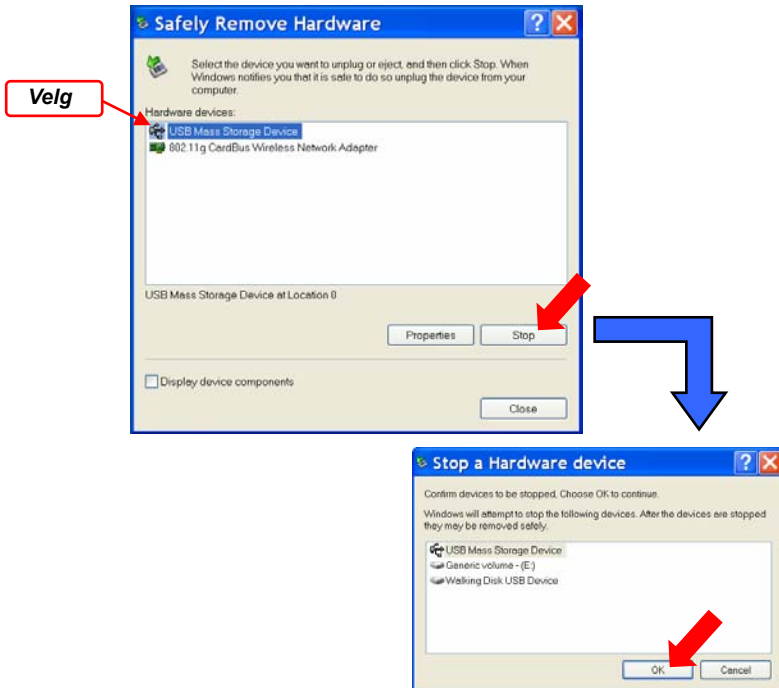 Safely Remove Hardware
Select the device you want to unplug or eject, and then click Stop. When
Windows notifies you that it is safe to do so unplug the device from your
computer.
Velg
Hardware devices:
USB Mass Storage Device
802.11g CardBus Wireless Network Adapter
USB Mass Storage Device at Location 0
Properties
Stop
Display device components
Close
Stop a Hardware device
Confirm devices to be stopped, Choose OK to continue.
Windows will attempt to stop the following devices. After the devices are stopped
they may be removed safely.
USB Mass Storage Device
Generic volume - (E:)
Walking Disk USB Device
OK
Cancel